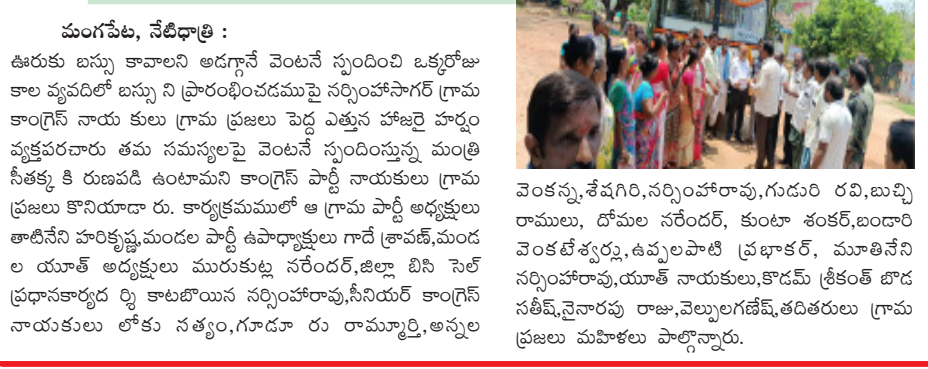 మంగపేట, నేటిధాత్రి :
ఊరుకు బస్సు కావాలని అడగ్గానే వెంటనే స్పందించి ఒక్కరోజు
కాల వ్యవదిలో బస్సు ని ప్రారంభించడముపై నర్సింహాసాగర్ గ్రామ
కాంగ్రెస్ నాయ కులు గ్రామ ప్రజలు పెద్ద ఎత్తున హాజరై హర్షం
వ్యక్తపరచారు తమ సమస్యలపై వెంటనే స్పందింస్తున్న మంత్రి
సీతక్క కి రుణపడి ఉంటామని కాంగ్రెస్ పార్టీ నాయకులు గ్రామ
ప్రజలు కొనియాడా రు. కార్యక్రమములో ఆ గ్రామ పార్టీ అధ్యక్షులు
తాటినేని హరికృష్ణ,మండల పార్టీ ఉపాధ్యాక్షులు గాదే శ్రావణ్,మండ
ల యూత్ అద్యక్షులు మురుకుట్ల నరేందర్,జిల్లా బిసి సెల్
ప్రధానకార్యద ర్శి కాటబొయిన నర్సింహారావు,సీనియర్ కాంగ్రెస్
నాయకులు లోకు నత్యం,గూడూ రు రామ్మూర్తి,అన్నల
వెంకన్న,శేషగిరి,నర్సింహారావు,గుడురి రవి,బుచ్చి
రాములు, దోమల నరేందర్, కుంటా శంకర్,బండారి
వెంకటేశ్వర్లు,ఉప్పలపాటి ప్రభాకర్, మూతినేని
నర్సింహారావు,యూత్ నాయకులు,కొడమ్ శ్రీకంత్ బొడ
సతీష్,నైనారపు రాజు,వెల్పులగణేష్,తదితరులు గ్రామ
ప్రజలు మహిళలు పాల్గొన్నారు.